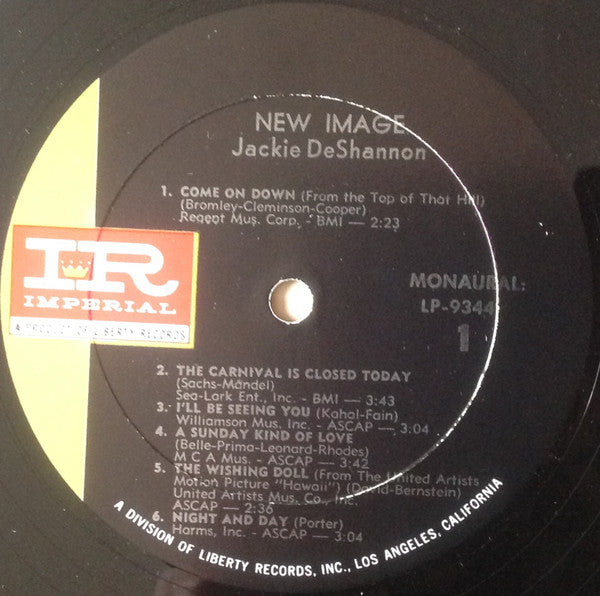 NEW IMAGE
Jackie DeShannon
1. COME ON DOWN (From the Top of That Hill)
(Bromley-Cleminson-Cooper)
Regent Mus. Corp. - BMI — 2:23
IR
IMPERIAL
A PRODUCT OF LIBERTY RECORDS
MONAURAL:
LP-9344
1
2. THE CARNIVAL IS CLOSED TODAY
(Sachs-Mandel)
Sea-Lark Ent., Inc. - BMI — 3:43
3. I'LL BE SEEING YOU (Kahal-Fain)
Williamson Mus. Inc. - ASCAP — 3:04
4. A SUNDAY KIND OF LOVE
(Belle-Prima-Leonard-Rhodes)
M C A Mus. - ASCAP — 3:42
5. THE WISHING DOLL (From The United Artists
Motion Picture "Hawaii") (David-Bernstein)
United Artists Mus. Co., Inc.
ASCAP — 2:36
6. NIGHT AND DAY (Porter)
Harms, Inc. - ASCAP — 3:04
A DIVISION OF LIBERTY RECORDS, INC., LOS ANGELES, CALIFORNIA